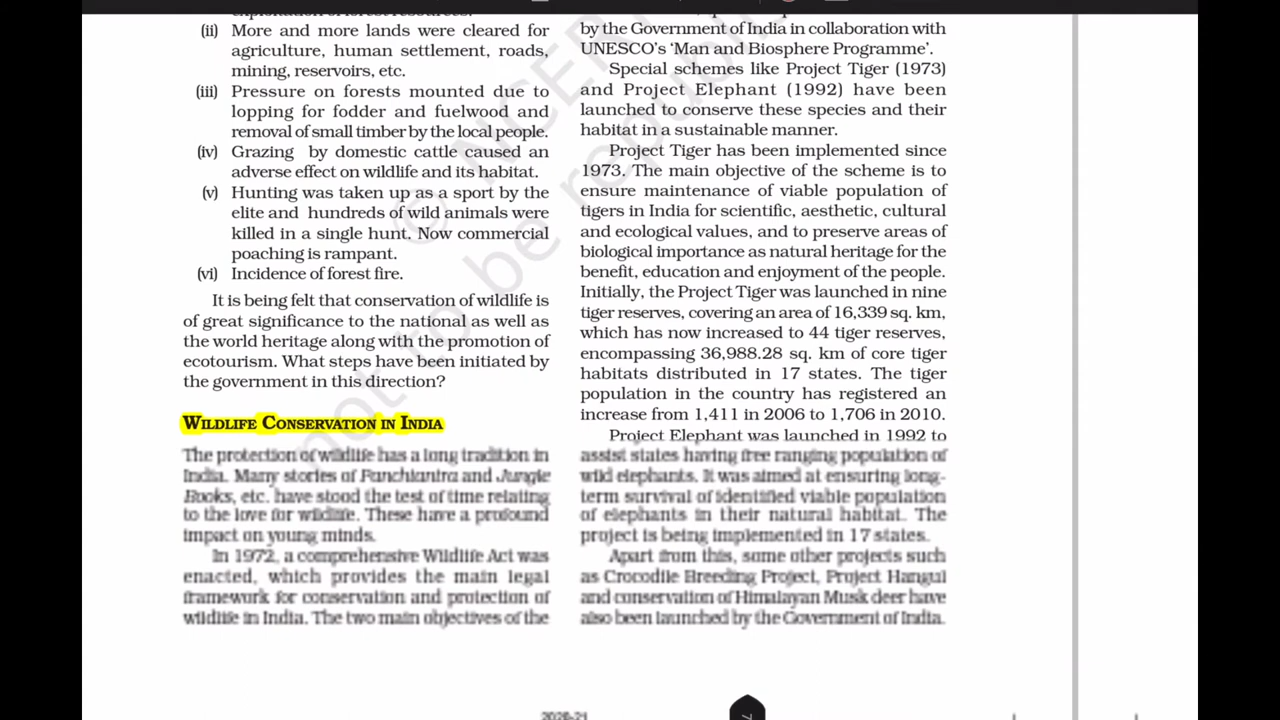 (ii) More and more lands were cleared for
agriculture, human settlement, roads,
mining, reservoirs, etc.
(iii) Pressure on forests mounted due to
lopping for fodder and fuelwood and
removal of small timber by the local people.
(iv) Grazing by domestic cattle caused an
adverse effect on wildlife and its habitat.
(v) Hunting was taken up as a sport by the
elite and hundreds of wild animals were
killed in a single hunt. Now commercial
poaching is rampant.
(vi) Incidence of forest fire.
It is being felt that conservation of wildlife is
of great significance to the national as well as
the world heritage along with the promotion of
ecotourism. What steps have been initiated by
the government in this direction?
WILDLIFE CONSERVATION IN INDIA
The protection of wildlife has a long tradition in
India. Many stories of Panchtantra and Jungle
Books, etc. have stood the test of time relating
to the love for wildlife. These have a profound
impact on young minds.
In 1972, a comprehensive Wildlife Act was
enacted, which provides the main legal
framework for conservation and protection of
wildlife in India. The two main objectives of the
by the Government of India in collaboration with
UNESCO's 'Man and Biosphere Programme'.
Special schemes like Project Tiger (1973)
and Project Elephant (1992) have been
launched to conserve these species and their
habitat in a sustainable manner.
Project Tiger has been implemented since
1973. The main objective of the scheme is to
ensure maintenance of viable population of
tigers in India for scientific, aesthetic, cultural
and ecological values, and to preserve areas of
biological importance as natural heritage for the
benefit, education and enjoyment of the people.
Initially, the Project Tiger was launched in nine
tiger reserves, covering an area of 16,339 sq. km,
which has now increased to 44 tiger reserves,
encompassing 36,988.28 sq. km of core tiger
habitats distributed in 17 states. The tiger
population in the country has registered an
increase from 1,411 in 2006 to 1,706 in 2010.
Project Elephant was launched in 1992 to
assist states having free ranging population of
wild elephants. It was aimed at ensuring long-
term survival of identified viable population
of elephants in their natural habitat. The
project is being implemented in 17 states.
Apart from this, some other projects such
as Crocodile Breeding Project, Project Hangul
and conservation of Himalayan Musk deer have
also been launched by the Government of India.
© NCER
not to be republi